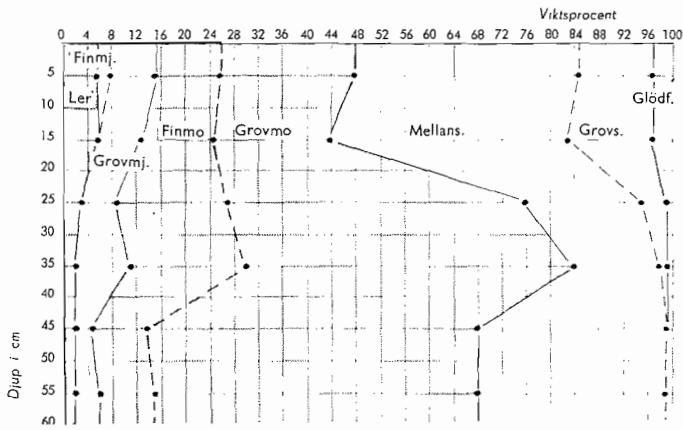 Viktsprocent
0 4 8 12 16 20 24 28 32 36 40 44 48 52 56 60 64 68 72 76 80 84 88 92 96 100
Finmj.
5
Ler
Glödf.
10
Finmo Grovmo Mellans. Grovs.
15
Grovmj.
20
25
30
35
40
45
50
55
60
Djup i cm